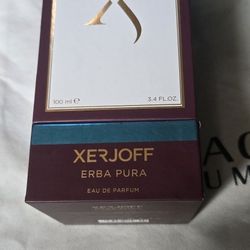 100 ml ℮ 3.4 FL.OZ.
XERJOFF
ERBA PURA
EAU DE PARFUM